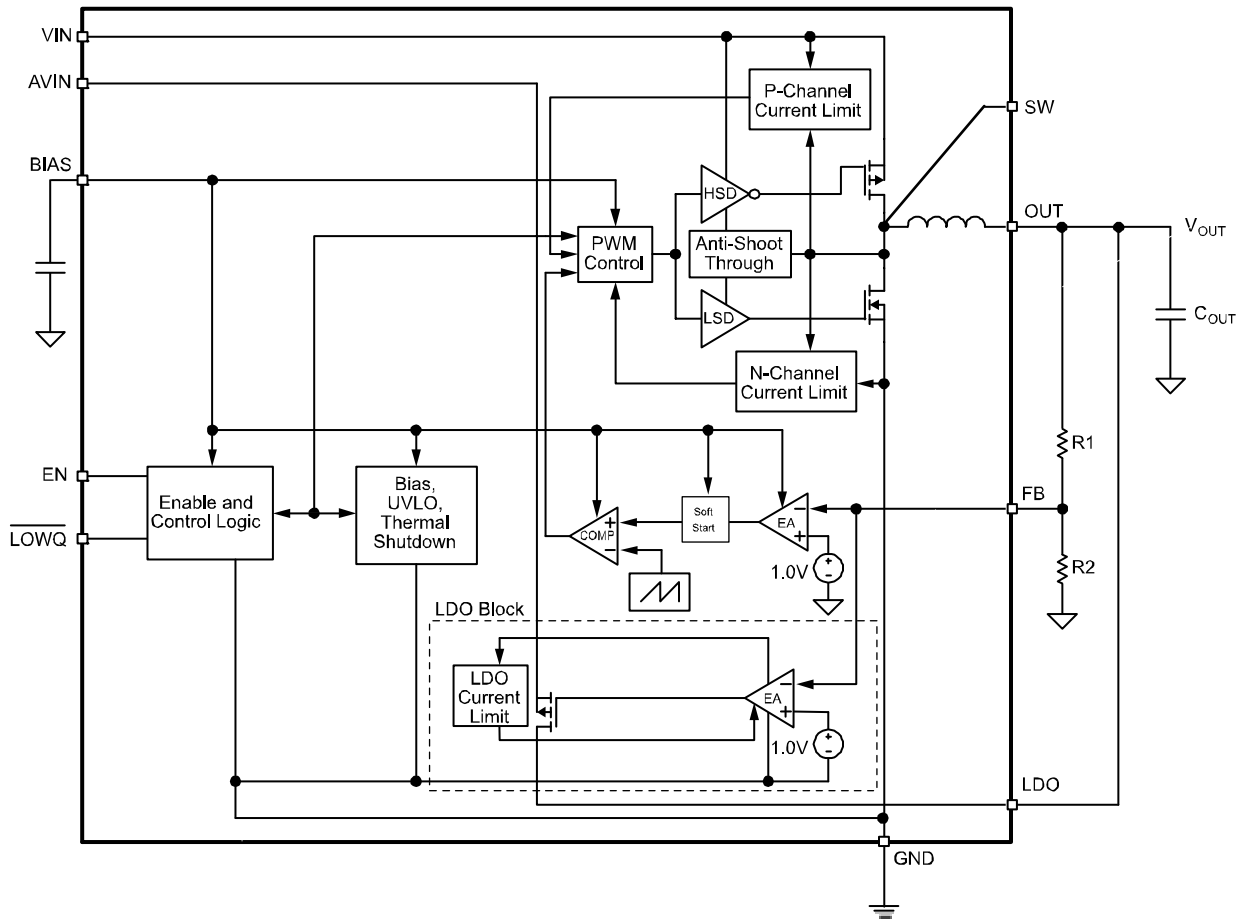 VIN
AVIN
P-Channel
Current Limit
SW
BIAS
HSD
OUT
V_OUT
PWM
Control
Anti-Shoot
Through
LSD
C_OUT
N-Channel
Current Limit
R1
EN
Enable and
Control Logic
Bias,
UVLO,
Thermal
Shutdown
Soft
Start
EA
−
+
FB
LOWQ
COMP
+
−
1.0V
+
−
R2
LDO Block
LDO
Current
Limit
EA
−
+
1.0V
+
−
LDO
GND